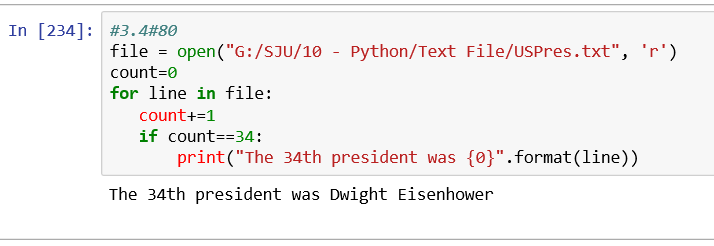 In [234]: #3.4#80
file = open("G:/SJU/10 - Python/Text File/USPres.txt", 'r')
count=0
for line in file:
   count+=1
   if count==34:
       print("The 34th president was {0}".format(line))
The 34th president was Dwight Eisenhower